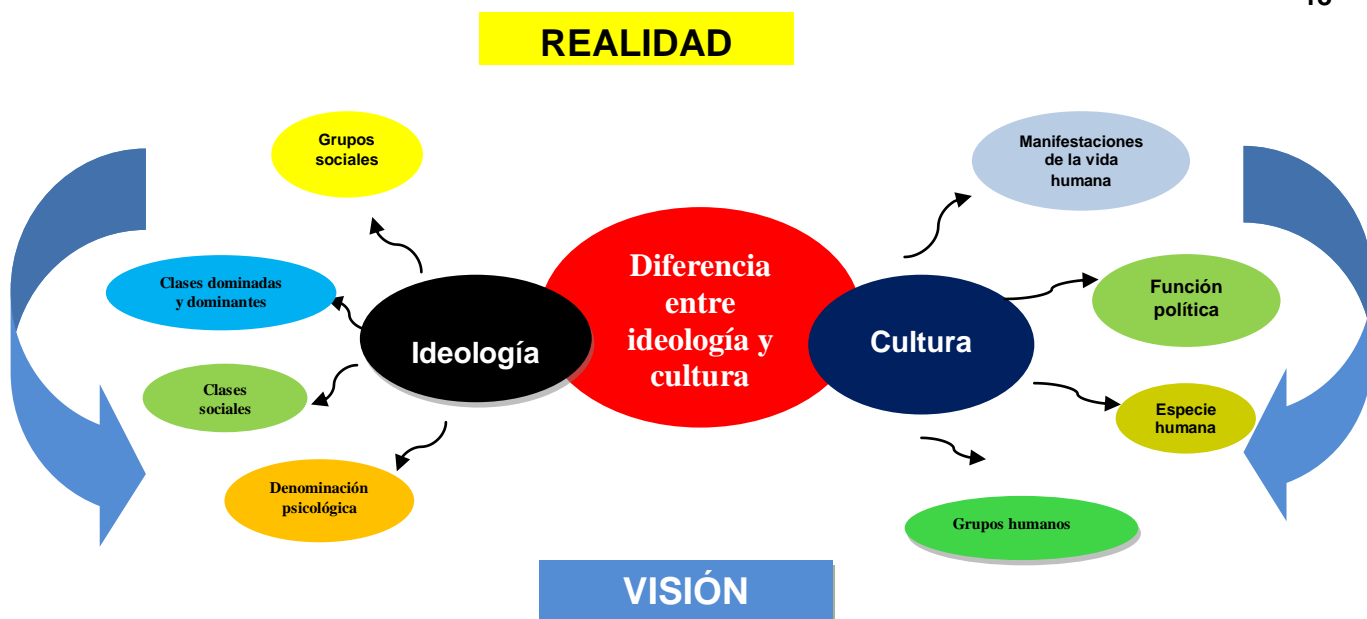 REALIDAD
Grupos
sociales
Manifestaciones
de la vida
humana
Clases dominadas
y dominantes
Diferencia
entre
ideología y
cultura
Función
política
Ideología
Cultura
Clases
sociales
Especie
humana
Denominación
psicológica
Grupos humanos
VISIÓN